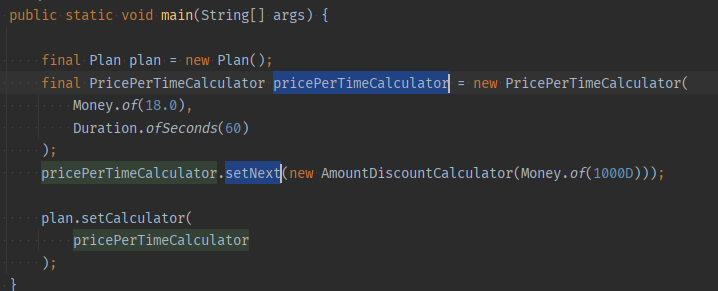 public static void main(String[] args) {
final Plan plan = new Plan();
final PricePerTimeCalculator pricePerTimeCalculator = new PricePerTimeCalculator(
Money.of(18.0),
Duration.ofSeconds(60)
);
pricePerTimeCalculator.setNext(new AmountDiscountCalculator(Money.of(1000D)));
plan.setCalculator(
pricePerTimeCalculator
);
}